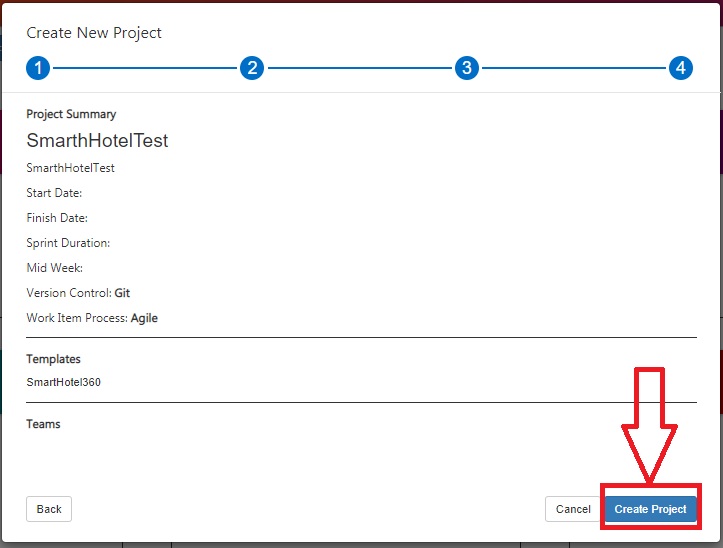 Create New Project
1 2 3 4
Project Summary
SmarthHotelTest
SmarthHotelTest
Start Date:
Finish Date:
Sprint Duration:
Mid Week:
Version Control: Git
Work Item Process: Agile
Templates
SmartHotel360
Teams
Back Cancel Create Project